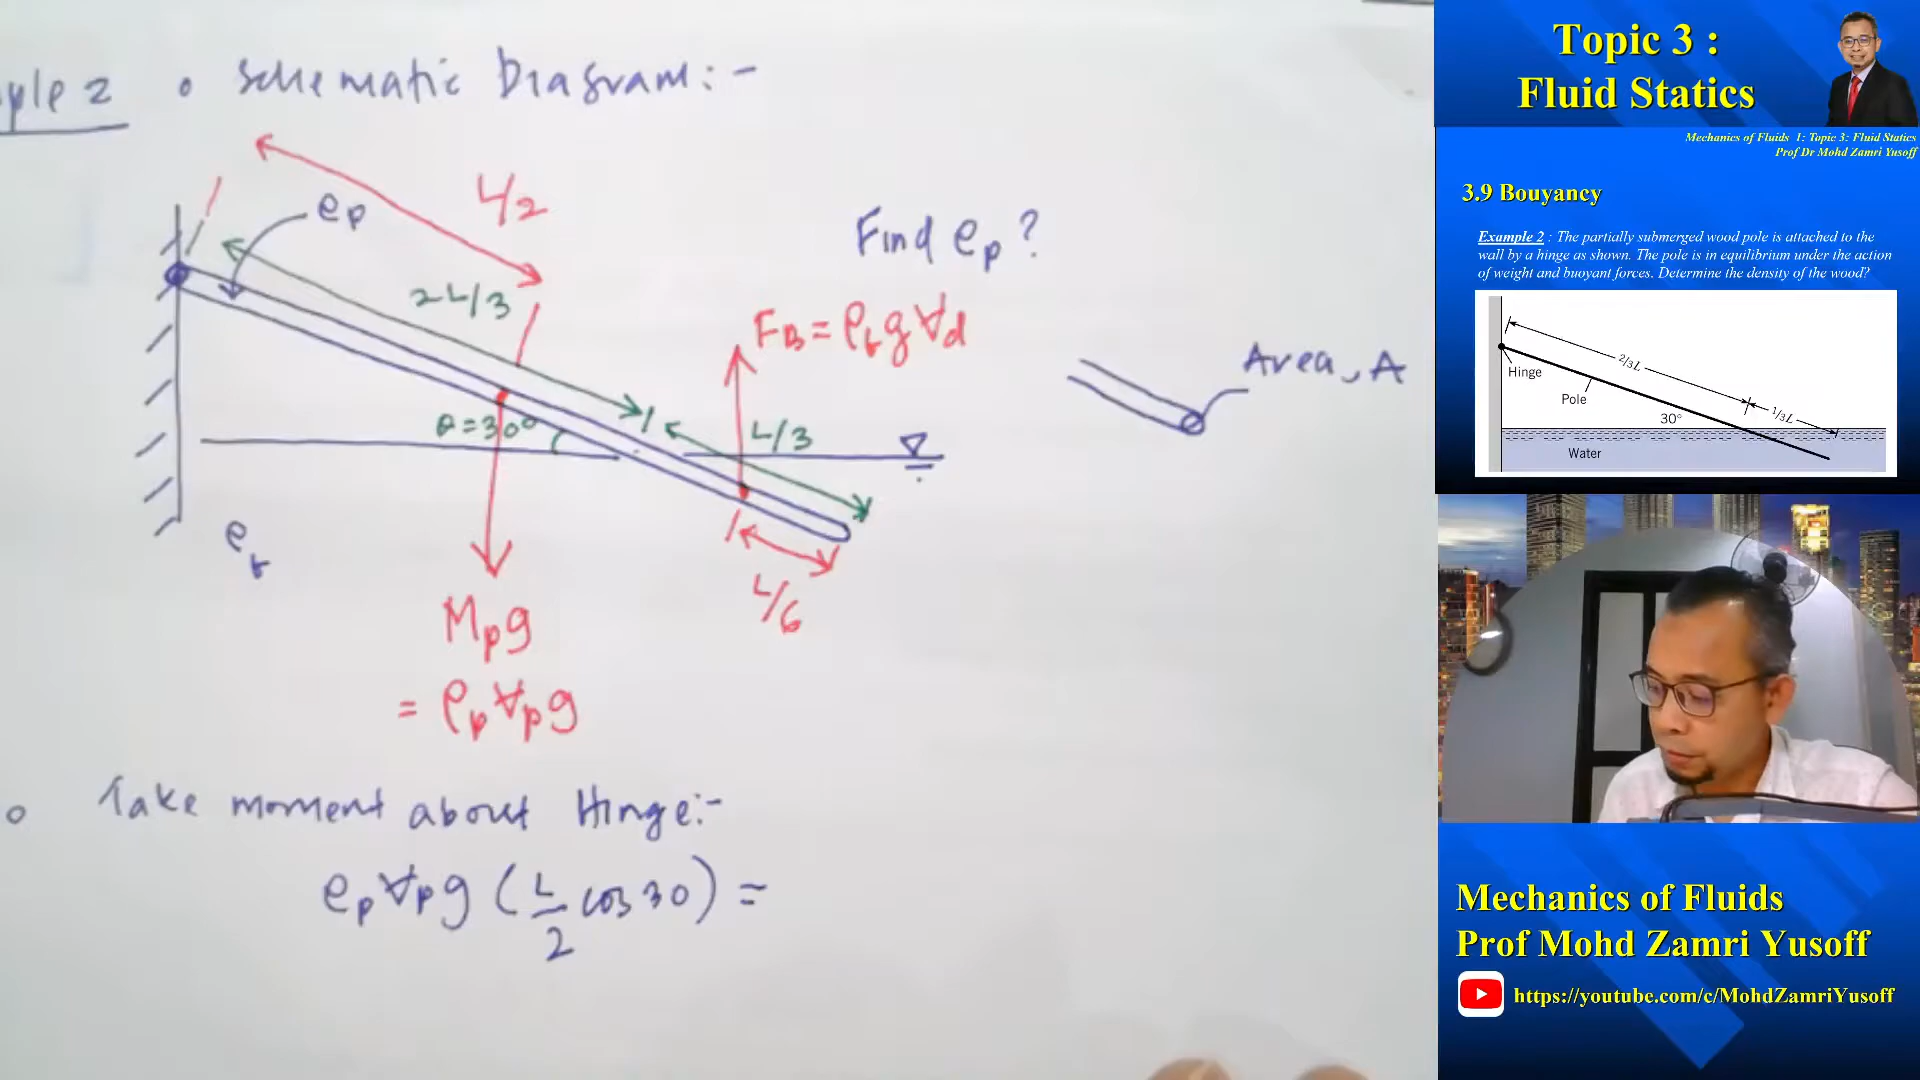 ple 2 • Schematic Diagram:-
L/2
ρp
2L/3
Find ρp?
FB = ρf g ∀d
Area, A
θ=30°
L/3
ρf
L/6
Mpg
= ρp ∀p g
o Take moment about Hinge:-
ρp ∀p g (L/2 cos 30) =
Topic 3 :
Fluid Statics
Mechanics of Fluids 1: Topic 3: Fluid Statics
Prof Dr Mohd Zamri Yusoff
3.9 Bouyancy
Example 2 : The partially submerged wood pole is attached to the
wall by a hinge as shown. The pole is in equilibrium under the action
of weight and buoyant forces. Determine the density of the wood?
2/3L
Hinge
Pole
1/3L
30°
Water
Mechanics of Fluids
Prof Mohd Zamri Yusoff
https://youtube.com/c/MohdZamriYusoff